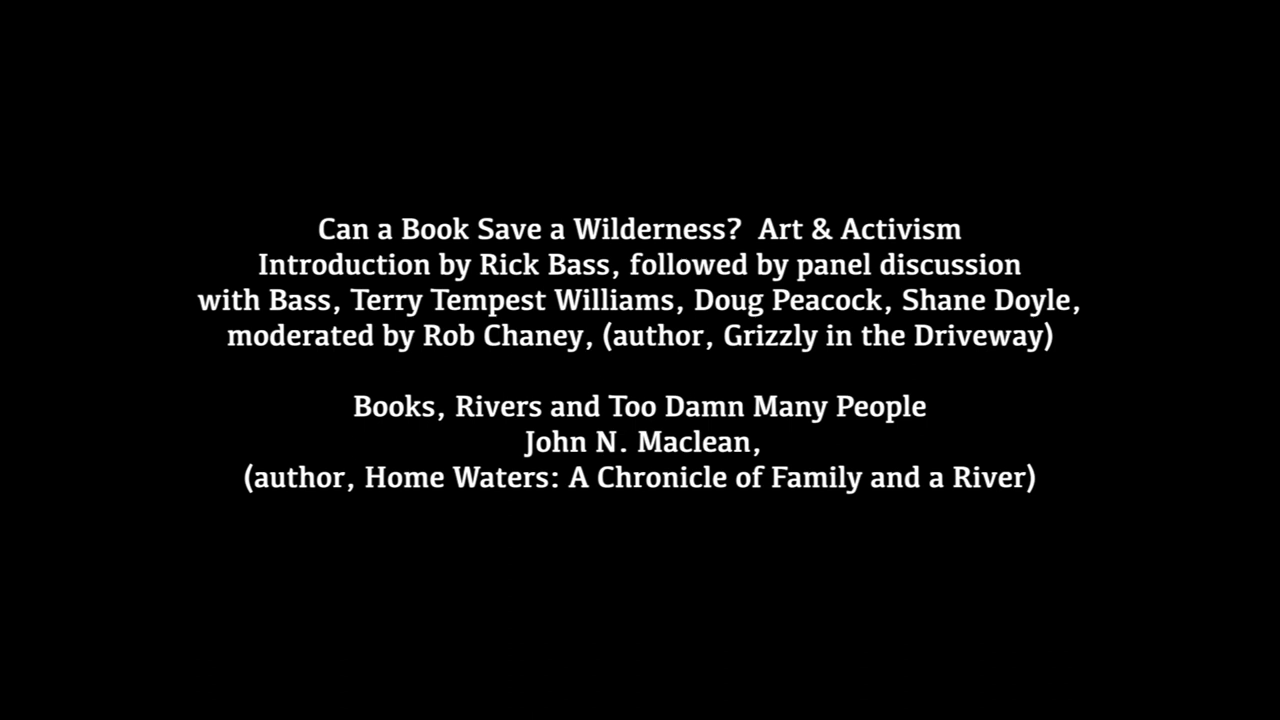 Can a Book Save a Wilderness?  Art & Activism
Introduction by Rick Bass, followed by panel discussion
with Bass, Terry Tempest Williams, Doug Peacock, Shane Doyle,
moderated by Rob Chaney, (author, Grizzly in the Driveway)
Books, Rivers and Too Damn Many People
John N. Maclean,
(author, Home Waters: A Chronicle of Family and a River)